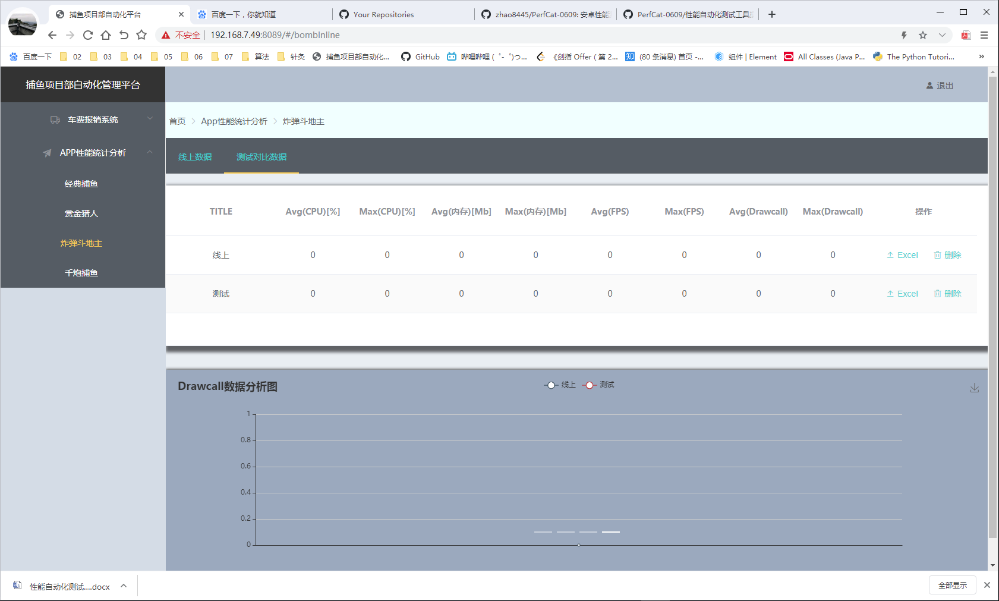 捕鱼项目部自动化平台
百度一下，你就知道
Your Repositories
zhao8445/PerfCat-0609: 安卓性能
PerfCat-0609/性能自动化测试工具
不安全
192.168.7.49:8089/#/bombInline
百度一下
02
03
04
05
06
07
算法
针灸
捕鱼项目部自动化...
GitHub
哔哩哔哩 ( ゜- ゜)つ...
《剑指 Offer ( 第 2...
知
(80 条消息) 首页 -...
组件 | Element
All Classes (Java P...
The Python Tutori...
»
捕鱼项目部自动化管理平台
退出
车费报销系统
APP性能统计分析
经典捕鱼
赏金猎人
炸弹斗地主
千炮捕鱼
首页 > App性能统计分析 > 炸弹斗地主
线上数据
测试对比数据
TITLE Avg(CPU)[%] Max(CPU)[%] Avg(内存)[Mb] Max(内存)[Mb] Avg(FPS) Max(FPS) Avg(Drawcall) Max(Drawcall) 操作
线上 0 0 0 0 0 0 0 0 Excel 删除
测试 0 0 0 0 0 0 0 0 Excel 删除
Drawcall数据分析图
线上
测试
1
0.8
0.6
0.4
0.2
0
性能自动化测试....docx
全部显示